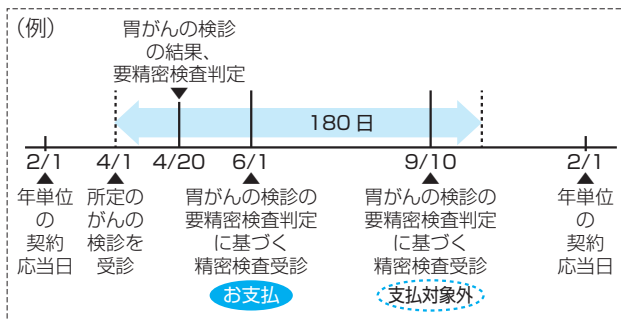 （例）
胃がんの検診
の結果、
要精密検査判定
180日
2/1
4/1
4/20
6/1
9/10
2/1
年単位
の
契約
応当日
所定の
がんの
検診を
受診
胃がんの検診の
要精密検査判定
に基づく
精密検査受診
お支払
胃がんの検診の
要精密検査判定
に基づく
精密検査受診
支払対象外
年単位
の
契約
応当日